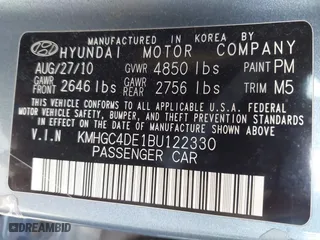 MANUFACTURED IN KOREA BY
HYUNDAI MOTOR COMPANY
AUG/27/10 GVWR 4850 lbs PAINT PM
GAWR FRONT 2646 lbs GAWR REAR 2756 lbs TRIM M5
THIS VEHICLE CONFORMS TO ALL APPLICABLE U.S.A. FEDERAL
MOTOR VEHICLE SAFETY, BUMPER, AND THEFT PREVENTION STANDARDS
IN EFFECT ON THE DATE OF MANUFACTURE SHOWN ABOVE.
V.I.N KMHGC4DE1BU122330
PASSENGER CAR
DREAMBID